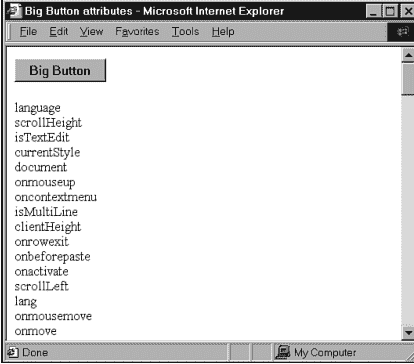 Big Button attributes - Microsoft Internet Explorer
File Edit View Favorites Tools Help
Big Button
language
scrollHeight
isTextEdit
currentStyle
document
onmouseup
oncontextmenu
isMultiLine
clientHeight
onrowexit
onbeforepaste
onactivate
scrollLeft
lang
onmousemove
onmove
Done My Computer